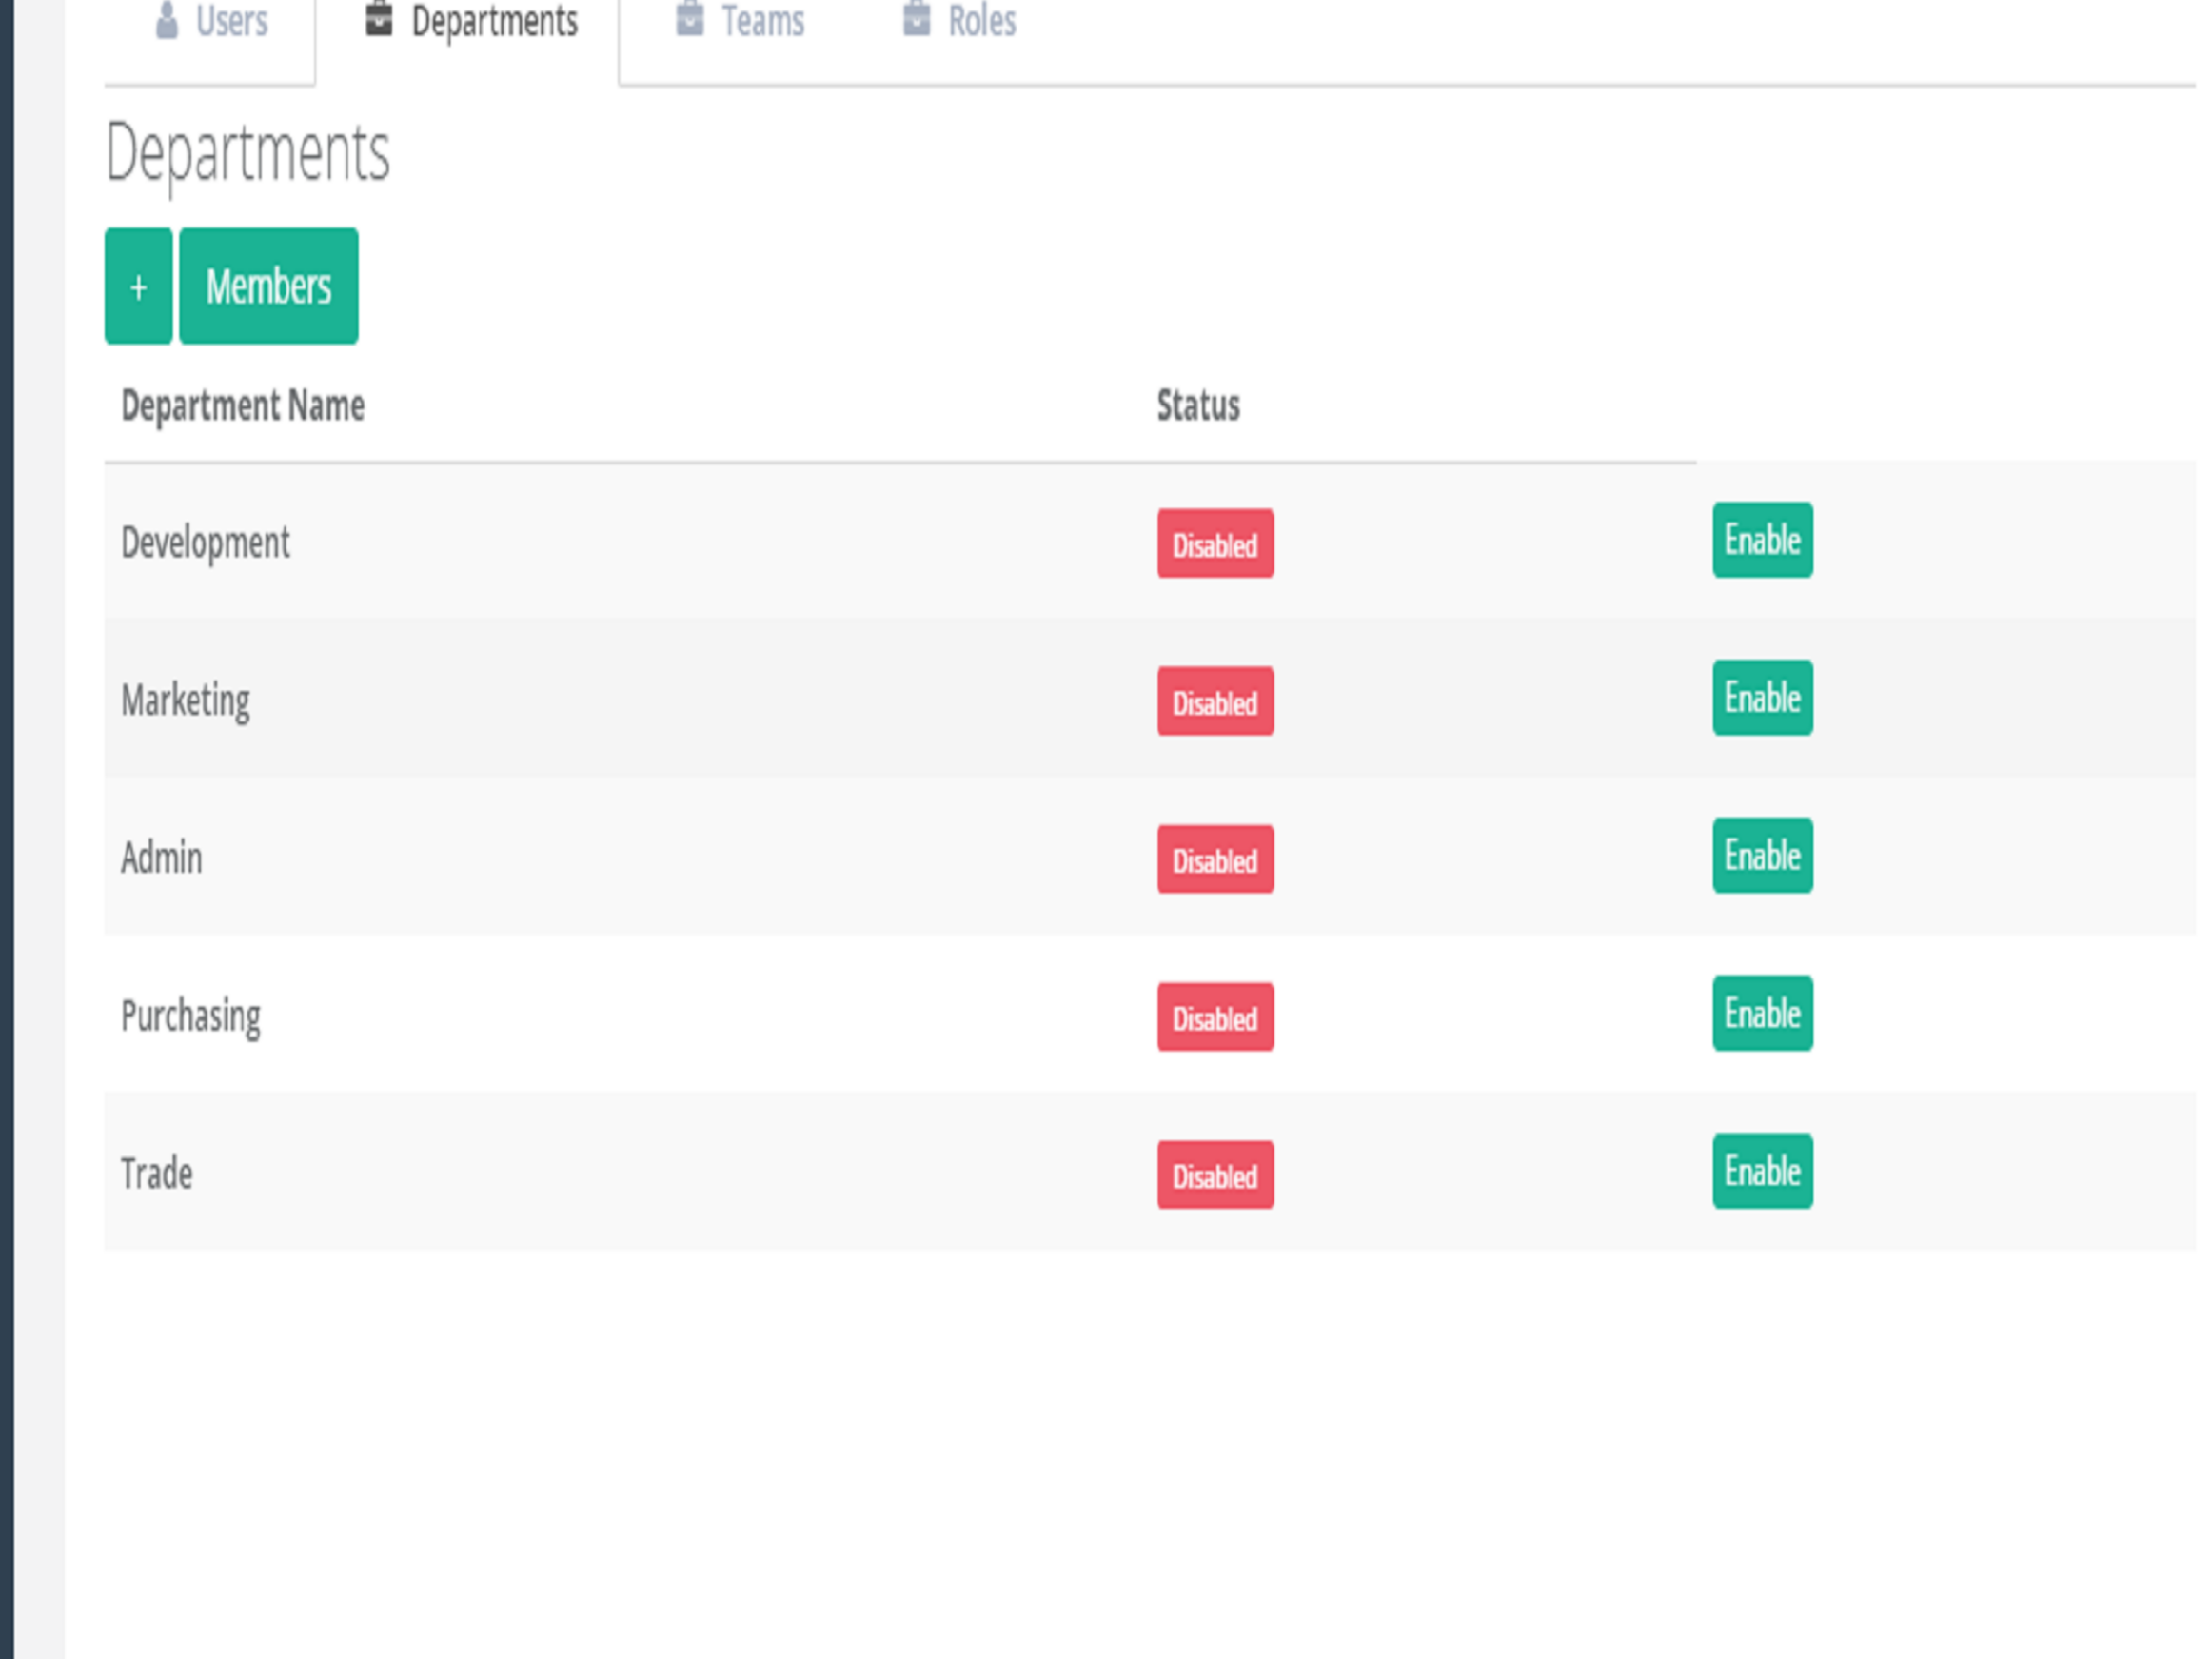 Users Departments Teams Roles
Departments
+ Members
Department Name Status
Development Disabled Enable
Marketing Disabled Enable
Admin Disabled Enable
Purchasing Disabled Enable
Trade Disabled Enable